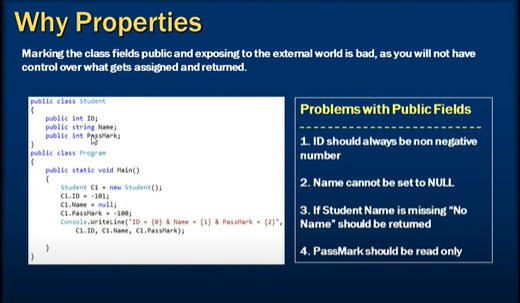 Why Properties
Marking the class fields public and exposing to the external world is bad, as you will not have
control over what gets assigned and returned.
public class Student
{
public int ID;
public string Name;
public int PassMark;
}
public class Program
{
public static void Main()
{
Student C1 = new Student();
C1.ID = -101;
C1.Name = null;
C1.PassMark = -100;
Console.WriteLine("ID = {0} & Name = {1} & PassMark = {2}",
C1.ID, C1.Name, C1.PassMark);
}
}
Problems with Public Fields
1. ID should always be non negative
number
2. Name cannot be set to NULL
3. If Student Name is missing “No
Name” should be returned
4. PassMark should be read only